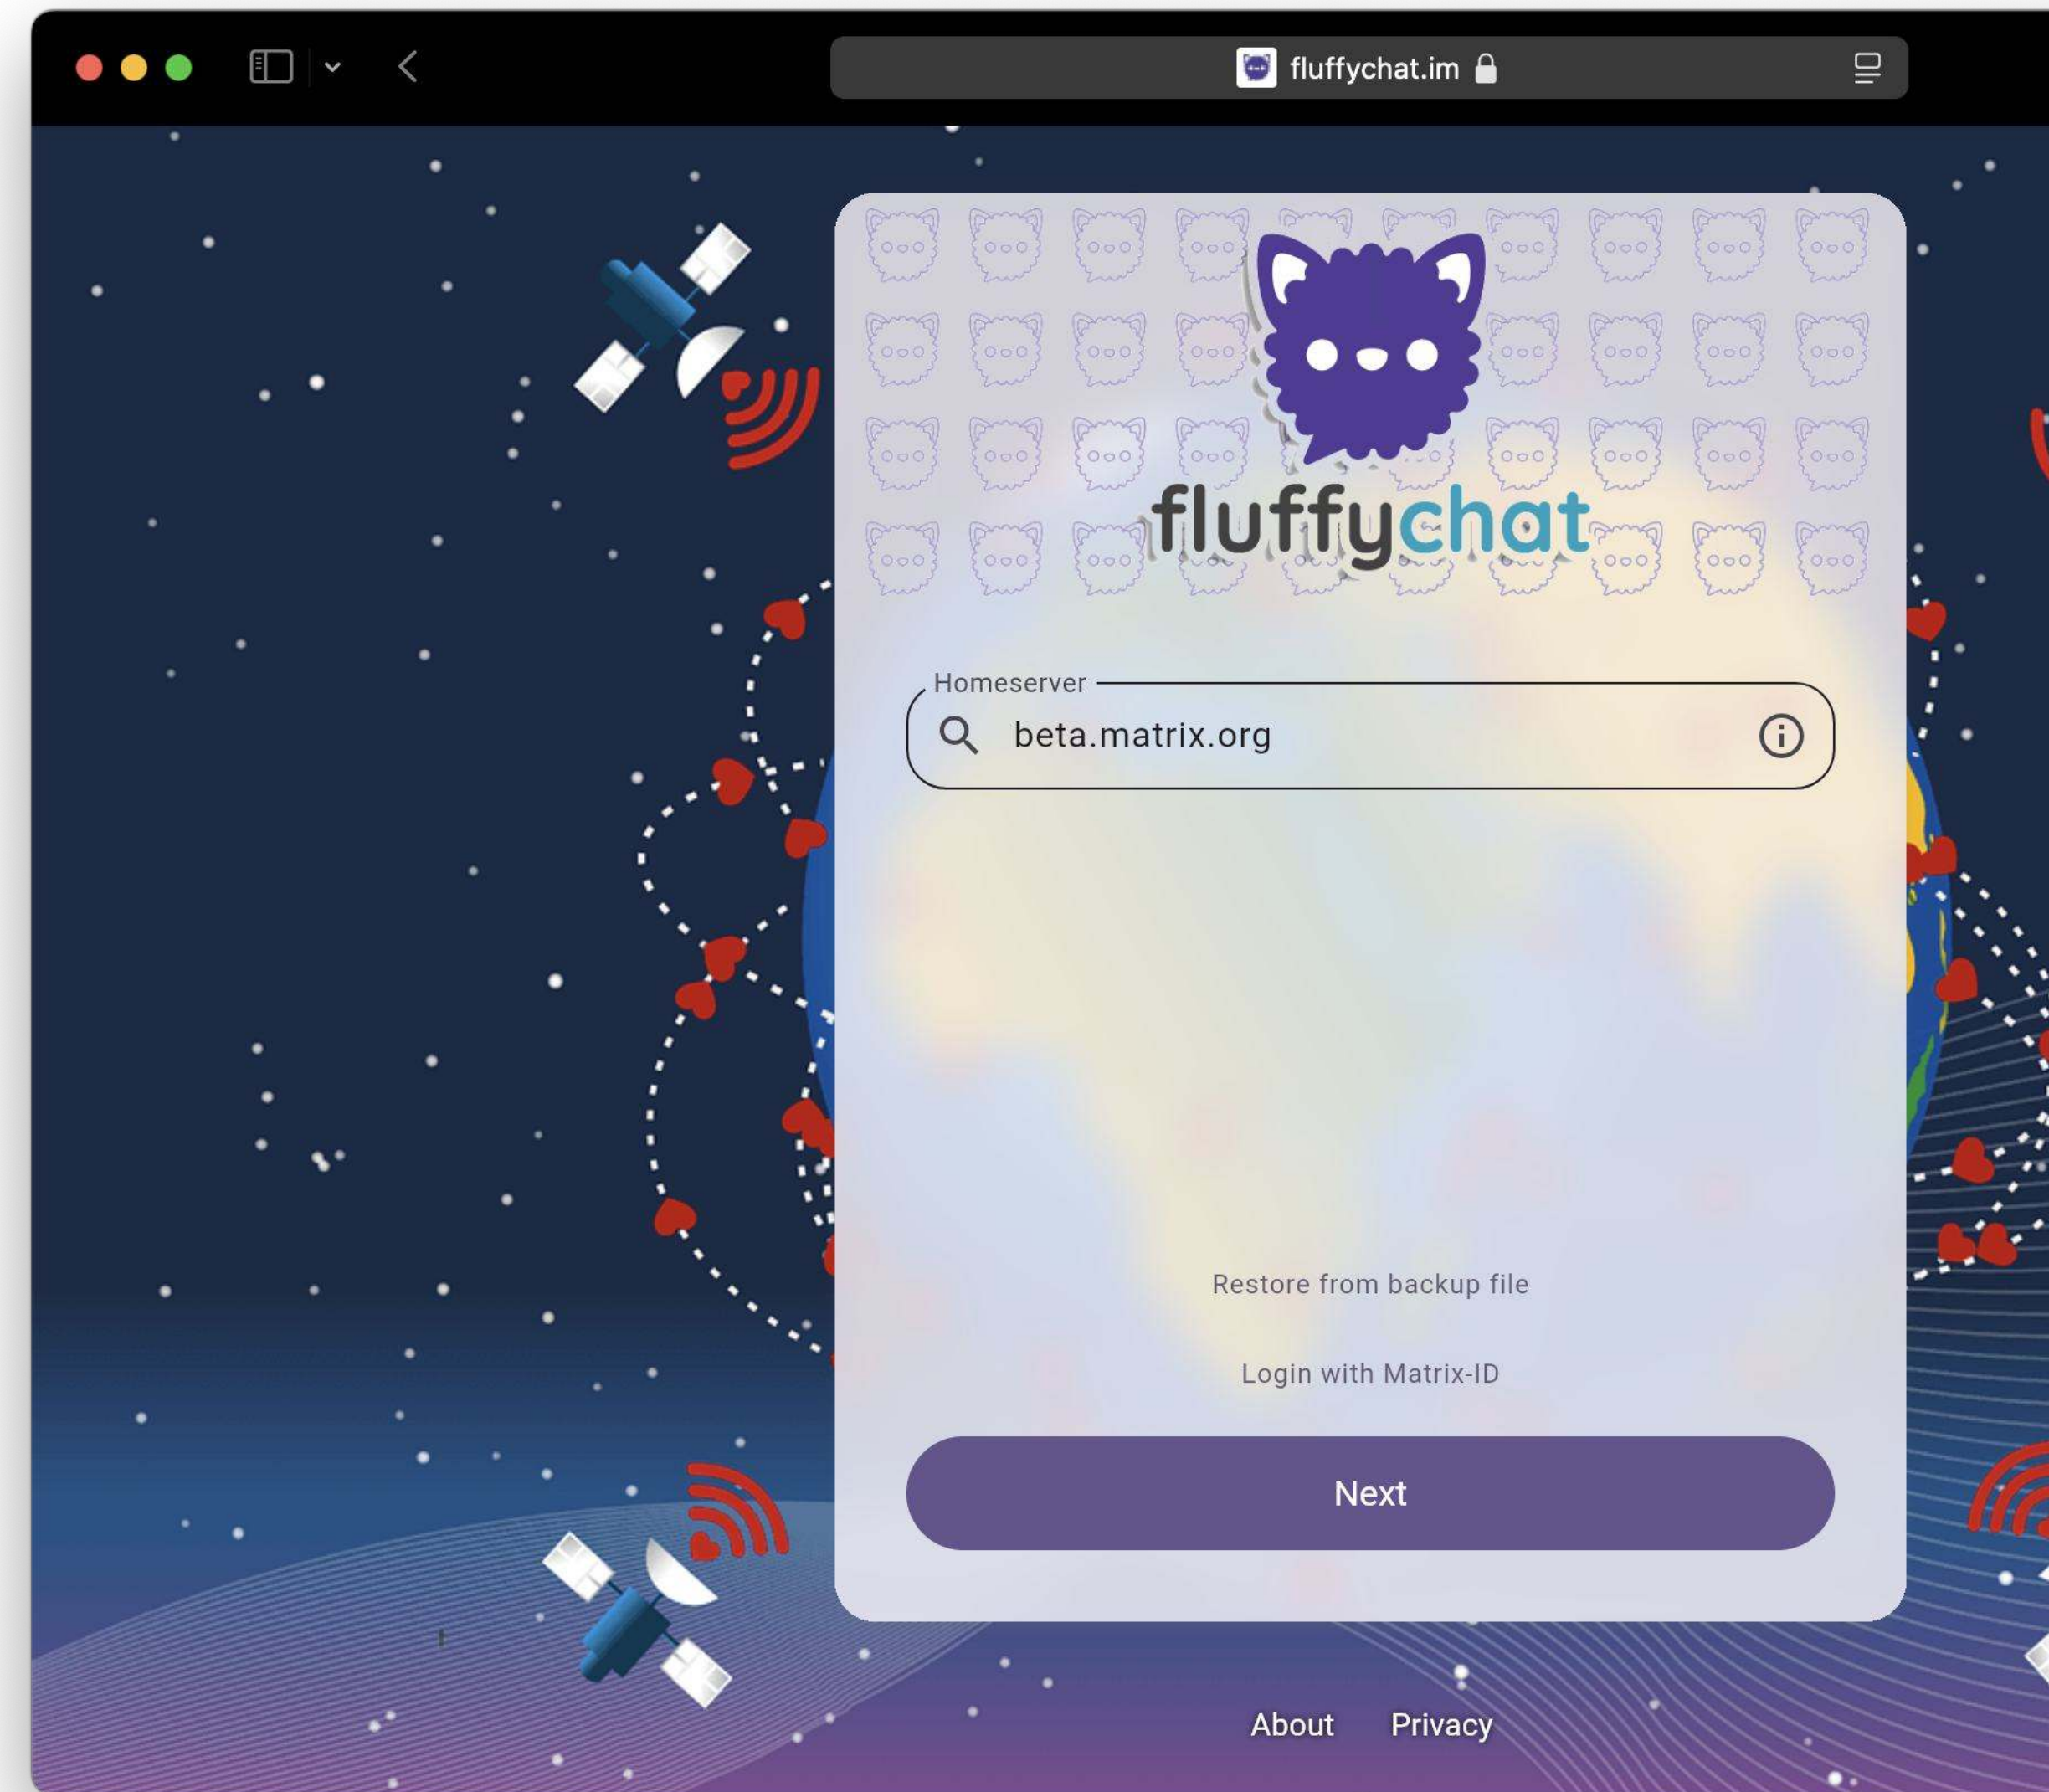 fluffychat.im
fluffychat
Homeserver
beta.matrix.org
Restore from backup file
Login with Matrix-ID
Next
About Privacy